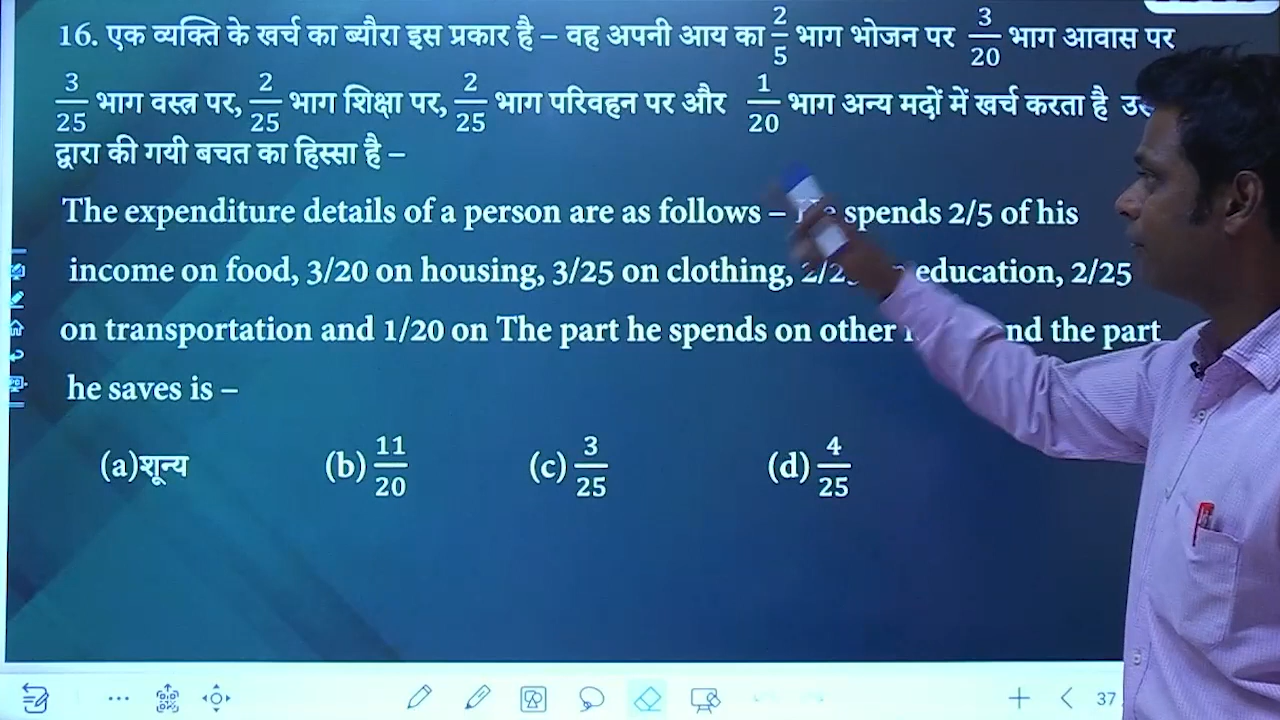 16. एक व्यक्ति के खर्च का ब्यौरा इस प्रकार है – वह अपनी आय का 2/5 भाग भोजन पर 3/20 भाग आवास पर
3/25 भाग वस्त्र पर, 2/25 भाग शिक्षा पर, 2/25 भाग परिवहन पर और 1/20 भाग अन्य मदों में खर्च करता है
द्वारा की गयी बचत का हिस्सा है –
The expenditure details of a person are as follows – spends 2/5 of his
income on food, 3/20 on housing, 3/25 on clothing, education, 2/25
on transportation and 1/20 on The part he spends on other the part
he saves is –
(a)शून्य (b) 11/20 (c) 3/25 (d) 4/25
37